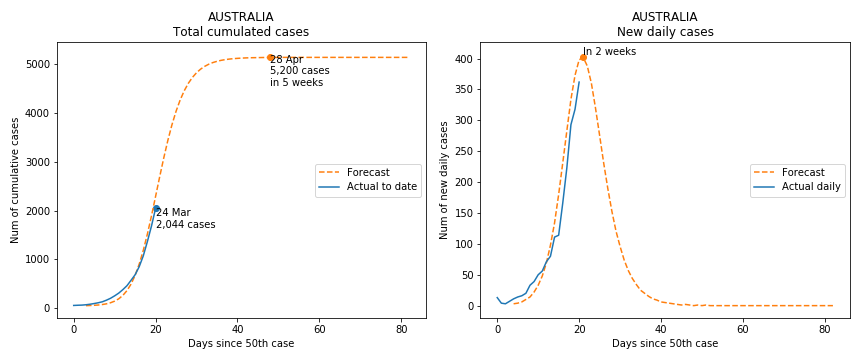 AUSTRALIA
Total cumulated cases
Num of cumulative cases
5000
4000
3000
2000
1000
0
28 Apr
5,200 cases
in 5 weeks
24 Mar
2,044 cases
Forecast
Actual to date
0
20
40
60
80
Days since 50th case
AUSTRALIA
New daily cases
Num of new daily cases
400
350
300
250
200
150
100
50
0
In 2 weeks
Forecast
Actual daily
0
20
40
60
80
Days since 50th case